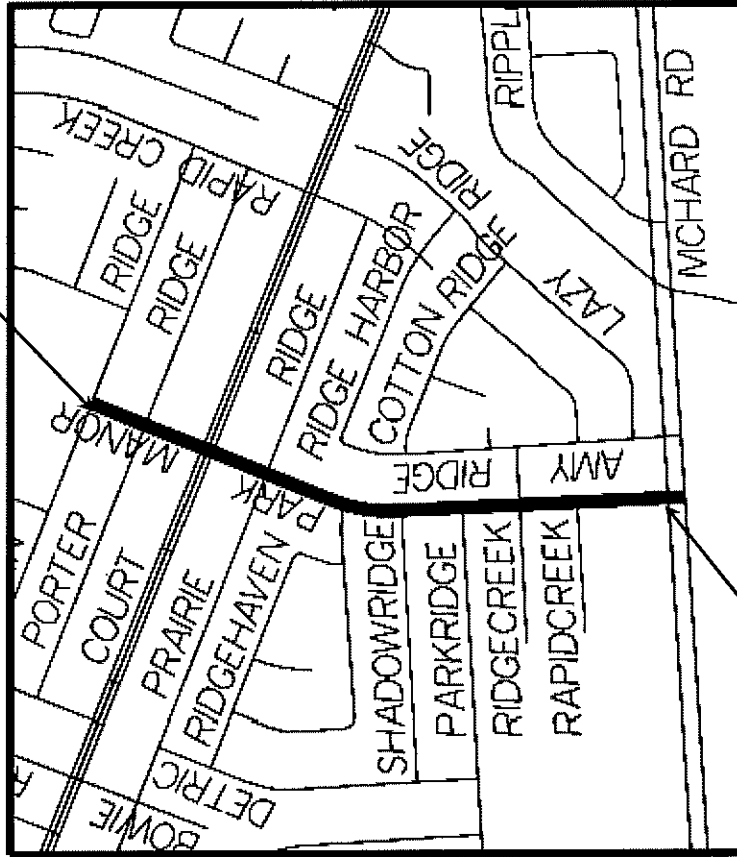 RIPPL
MICHARD RD
RAPID CREEK
RIDGE
RIDGE
LAZY RIDGE
RIDGE
RIDGE HARBOR
COTTON RIDGE
MANOR
PARK
RIDGE
AMY
PORTER
COURT
PRAIRIE
RIDGEHAVEN
SHADOWRIDGE
PARKRIDGE
RIDGECREEK
RAPIDCREEK
DETRIC
BOWIE